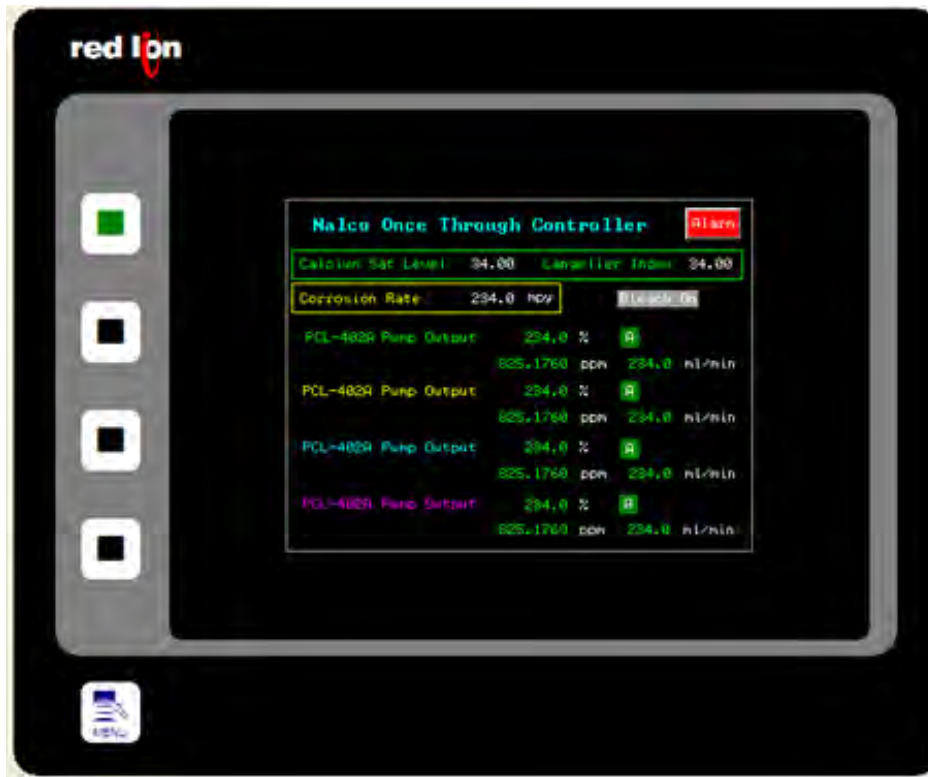 red lion
Nalco Once Through Controller Alarm
Calcium Sat Level 34.00 Langelier Index 34.00
Corrosion Rate 234.0 mpy Bleach On
PCL-402A Pump Output 234.0 % A
825.1760 ppm 234.0 ml/min
PCL-402A Pump Output 234.0 % A
825.1760 ppm 234.0 ml/min
PCL-402A Pump Output 234.0 % A
825.1760 ppm 234.0 ml/min
PCL-402A Pump Output 234.0 % A
825.1760 ppm 234.0 ml/min
MENU